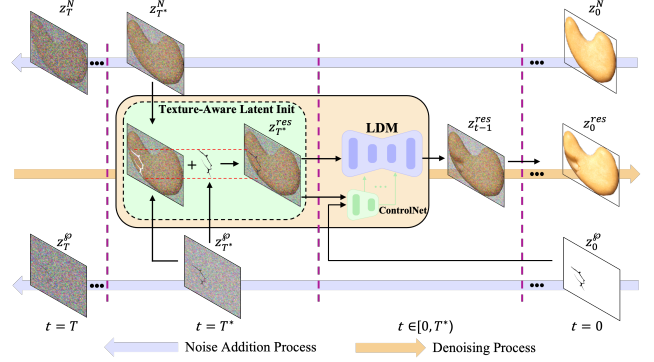 z_T^N
z_{T*}^N
z_0^N
Texture-Aware Latent Init
z_{T*}^{res}
LDM
z_{t-1}^{res}
z_0^{res}
+
ControlNet
z_T^℘
z_{T*}^℘
z_0^℘
t = T
t = T*
t ∈[0, T*)
t = 0
Noise Addition Process
Denoising Process